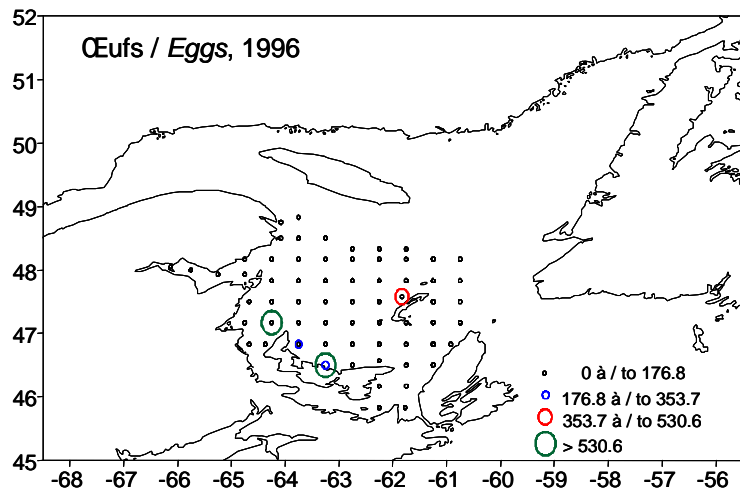 Œufs / Eggs, 1996
52
51
50
49
48
47
46
45
0 à / to 176.8
176.8 à / to 353.7
353.7 à / to 530.6
> 530.6
-68 -67 -66 -65 -64 -63 -62 -61 -60 -59 -58 -57 -56